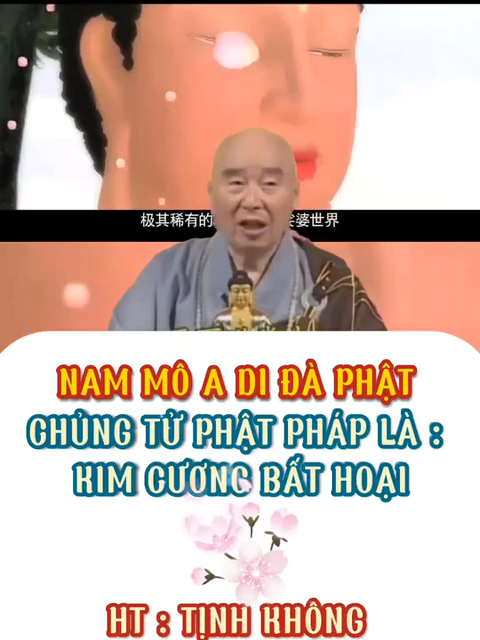 极其稀有的 婆世界
NAM MÔ A DI ĐÀ PHẬT
CHỦNG TỬ PHẬT PHÁP LÀ :
KIM CƯƠNG BẤT HOẠI
HT : TỊNH KHÔNG